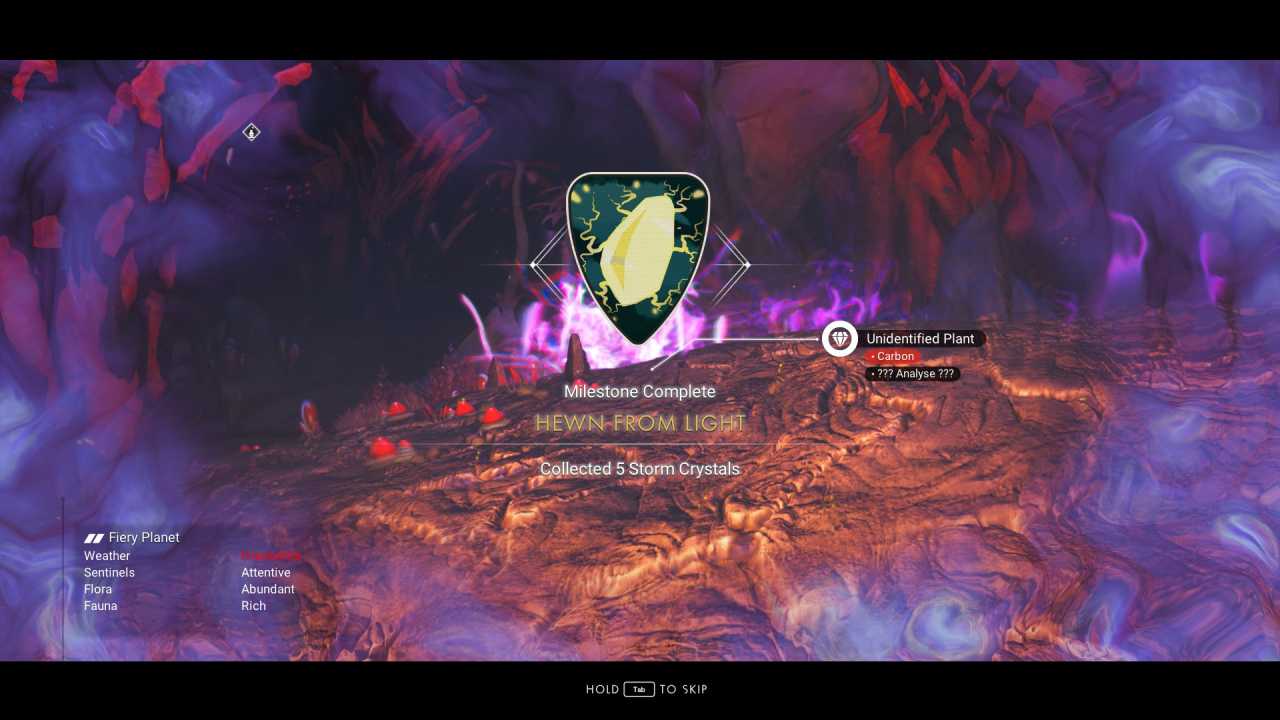 Unidentified Plant
• Carbon
• ??? Analyse ???
Milestone Complete
HEWN FROM LIGHT
Collected 5 Storm Crystals
Fiery Planet
Weather
Sentinels Attentive
Flora Abundant
Fauna Rich
HOLD Tab TO SKIP